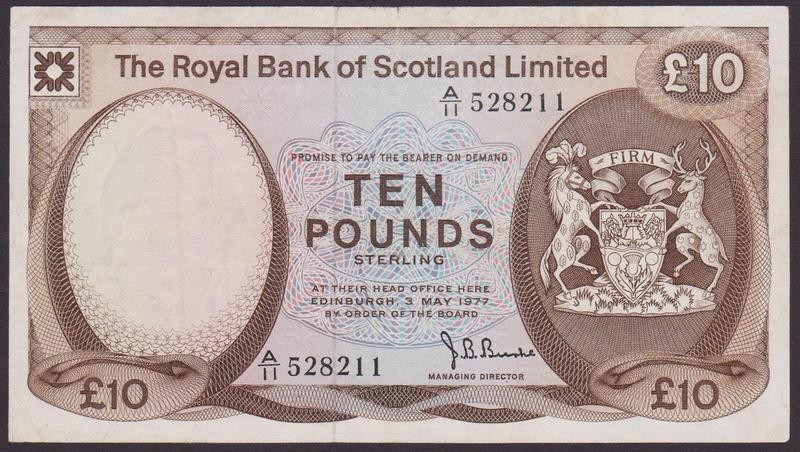 The Royal Bank of Scotland Limited
£10
A/11 528211
FIRM
PROMISE TO PAY THE BEARER ON DEMAND
TEN
POUNDS
STERLING
AT THEIR HEAD OFFICE HERE
EDINBURGH, 3 MAY 1977
BY ORDER OF THE BOARD
A/11 528211
J. B. Burke
MANAGING DIRECTOR
£10
£10